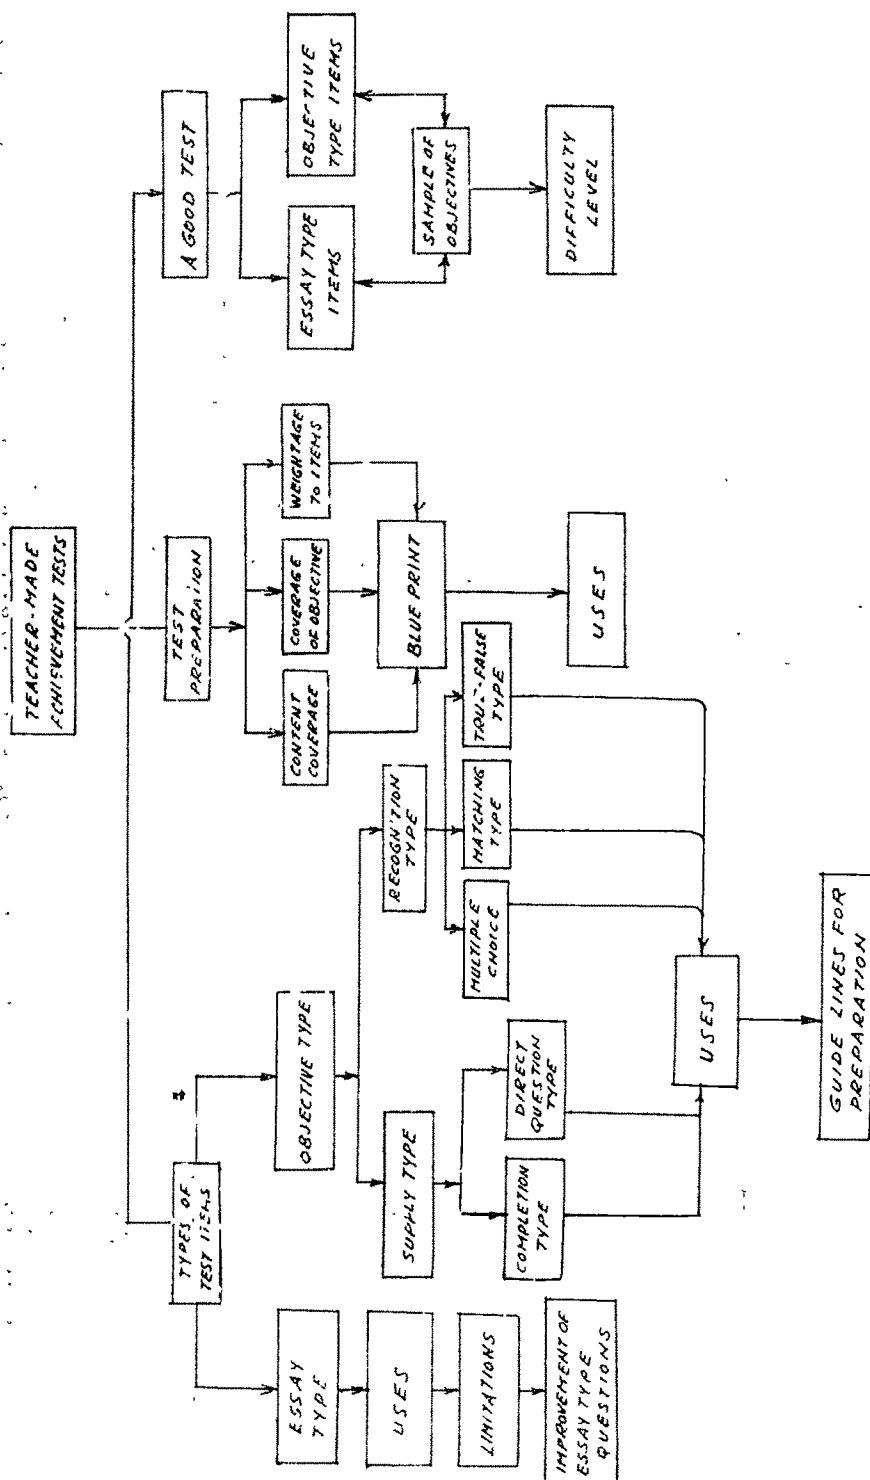 TEACHER-MADE
ACHIEVEMENT TESTS
TYPES OF
TEST ITEMS
TEST
PREPARATION
A GOOD TEST
ESSAY
TYPE
OBJECTIVE TYPE
CONTENT
COVERAGE
COVERAGE
OF OBJECTIVE
WEIGHTAGE
TO ITEMS
ESSAY TYPE
ITEMS
OBJECTIVE
TYPE ITEMS
USES
SUPPLY TYPE
RECOGNITION
TYPE
BLUE PRINT
SAMPLE OF
OBJECTIVES
LIMITATIONS
COMPLETION
TYPE
DIRECT
QUESTION
TYPE
MULTIPLE
CHOICE
MATCHING
TYPE
TRUE-FALSE
TYPE
USES
DIFFICULTY
LEVEL
IMPROVEMENT OF
ESSAY TYPE
QUESTIONS
USES
GUIDE LINES FOR
PREPARATION